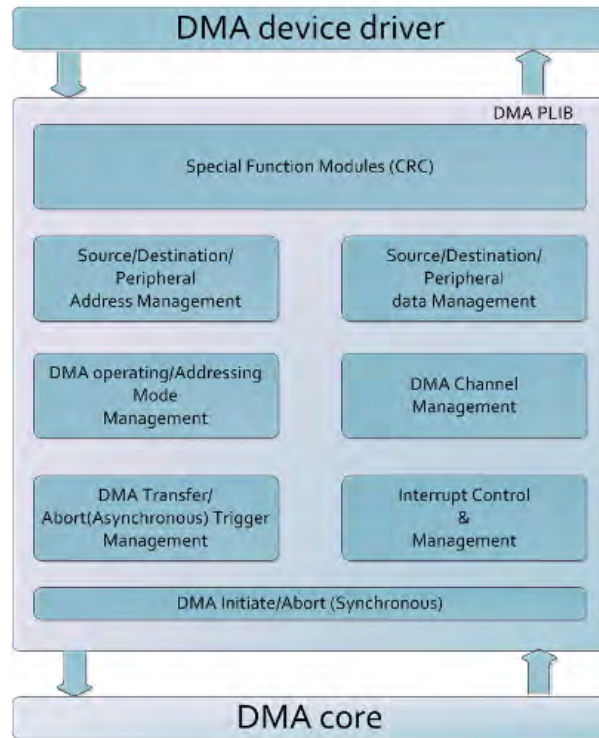 DMA device driver
DMA PLIB
Special Function Modules (CRC)
Source/Destination/
Peripheral
Address Management
Source/Destination/
Peripheral
data Management
DMA operating/Addressing
Mode
Management
DMA Channel
Management
DMA Transfer/
Abort(Asynchronous) Trigger
Management
Interrupt Control
&
Management
DMA Initiate/Abort (Synchronous)
DMA core